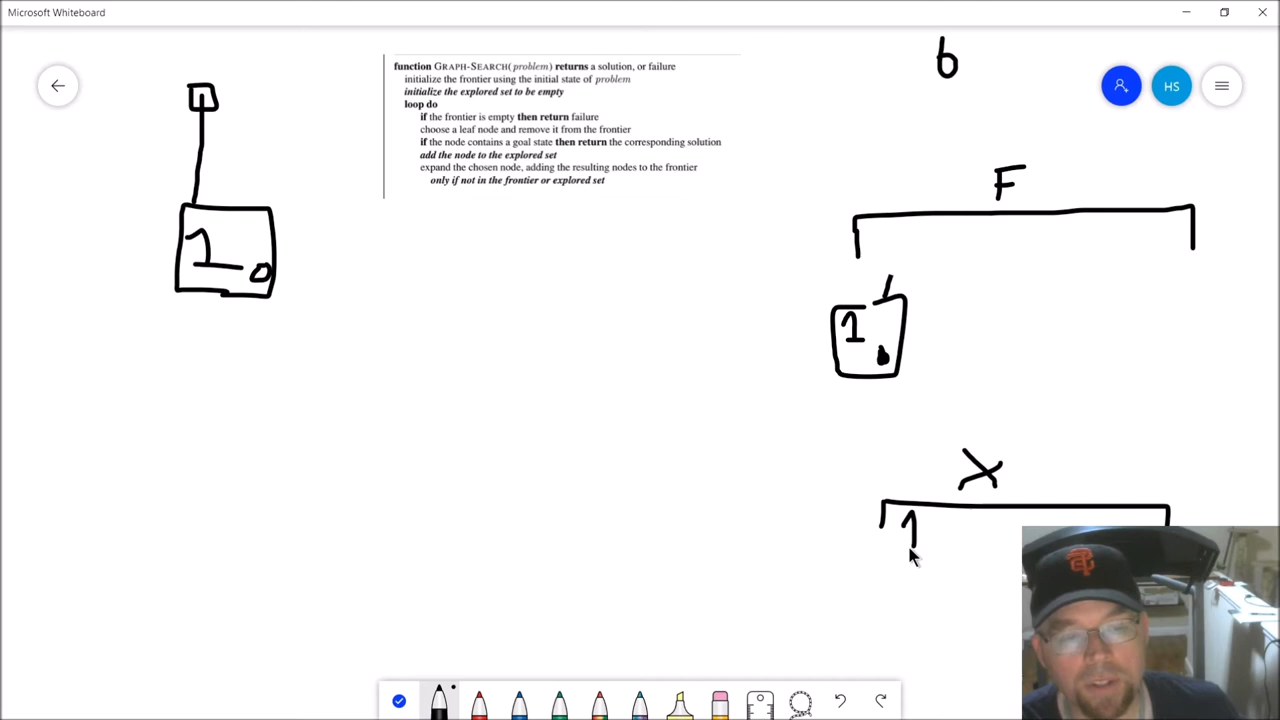 Microsoft Whiteboard
6
HS
function GRAPH-SEARCH(problem) returns a solution, or failure
initialize the frontier using the initial state of problem
initialize the explored set to be empty
loop do
if the frontier is empty then return failure
choose a leaf node and remove it from the frontier
if the node contains a goal state then return the corresponding solution
add the node to the explored set
expand the chosen node, adding the resulting nodes to the frontier
only if not in the frontier or explored set
F
1 0
1
X
1